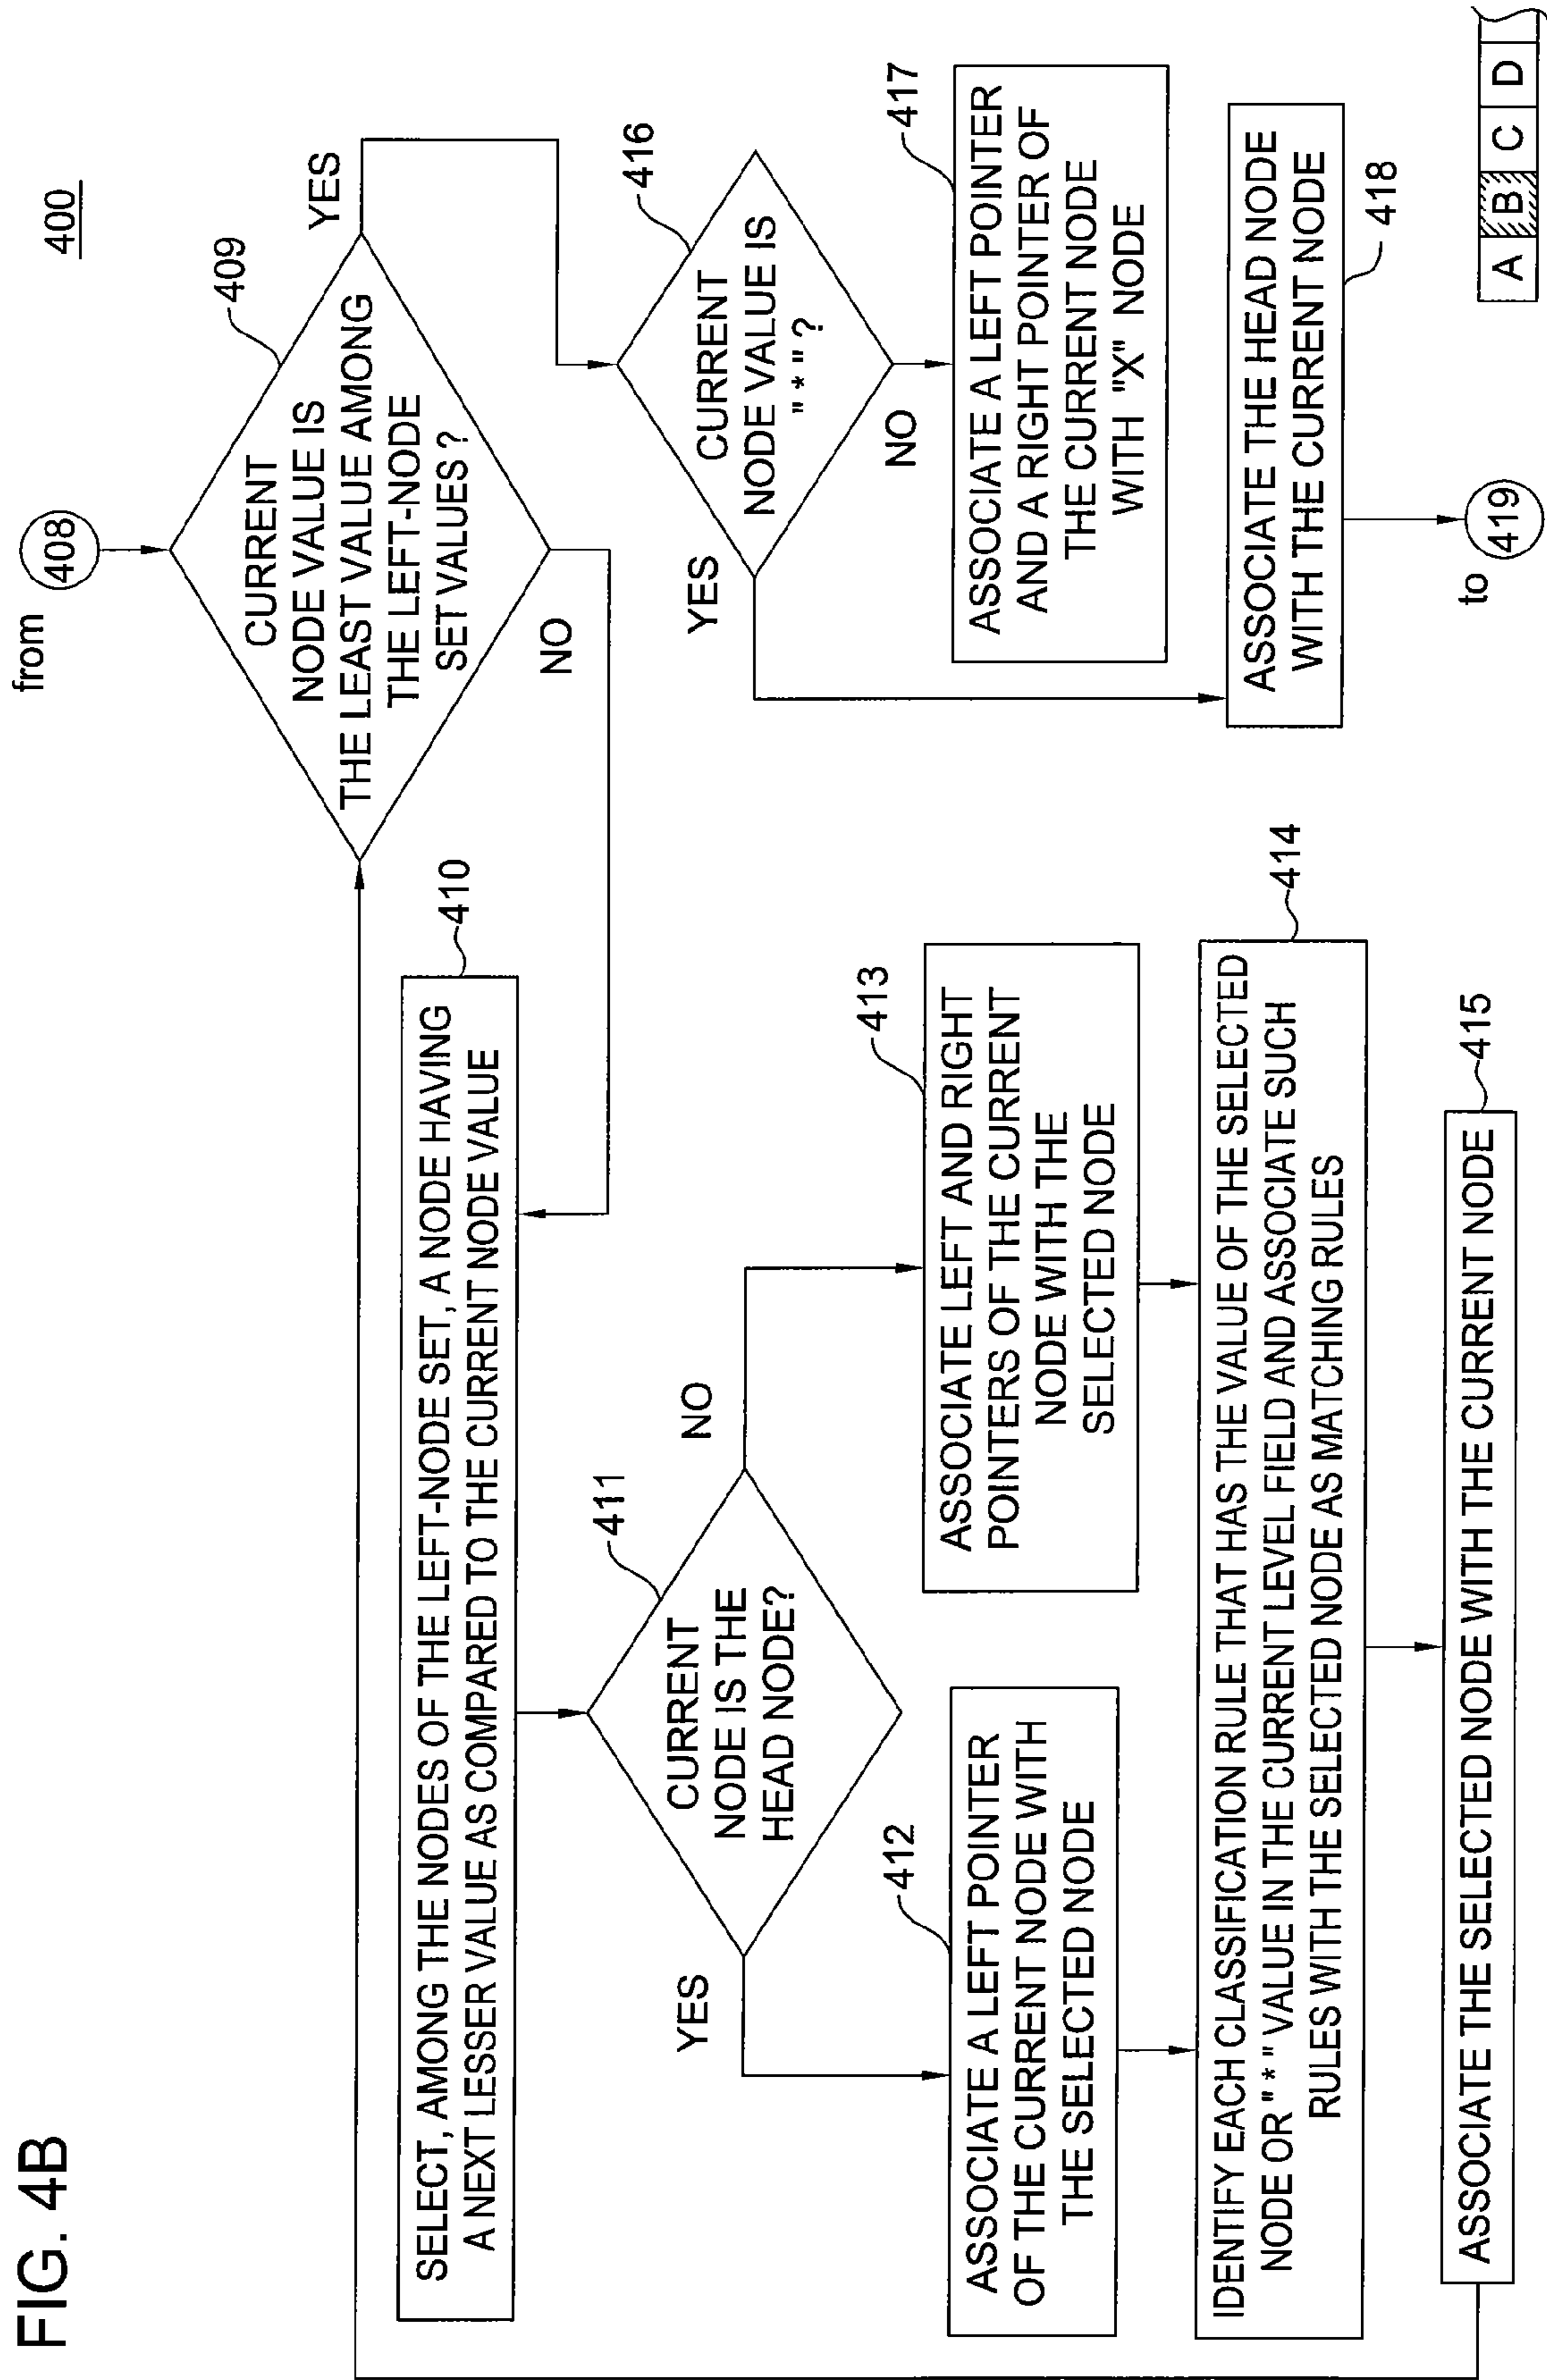 FIG. 4B
400
from
408
409
CURRENT
NODE VALUE IS
THE LEAST VALUE AMONG
THE LEFT-NODE
SET VALUES ?
YES
NO
410
SELECT, AMONG THE NODES OF THE LEFT-NODE SET, A NODE HAVING
A NEXT LESSER VALUE AS COMPARED TO THE CURRENT NODE VALUE
411
CURRENT
NODE IS THE
HEAD NODE?
YES
NO
412
ASSOCIATE A LEFT POINTER
OF THE CURRENT NODE WITH
THE SELECTED NODE
413
ASSOCIATE LEFT AND RIGHT
POINTERS OF THE CURRENT
NODE WITH THE
SELECTED NODE
414
IDENTIFY EACH CLASSIFICATION RULE THAT HAS THE VALUE OF THE SELECTED
NODE OR " * " VALUE IN THE CURRENT LEVEL FIELD AND ASSOCIATE SUCH
RULES WITH THE SELECTED NODE AS MATCHING RULES
415
ASSOCIATE THE SELECTED NODE WITH THE CURRENT NODE
416
CURRENT
NODE VALUE IS
" * " ?
YES
NO
417
ASSOCIATE A LEFT POINTER
AND A RIGHT POINTER OF
THE CURRENT NODE
WITH "X" NODE
ASSOCIATE THE HEAD NODE
WITH THE CURRENT NODE
418
to
419
A B C D